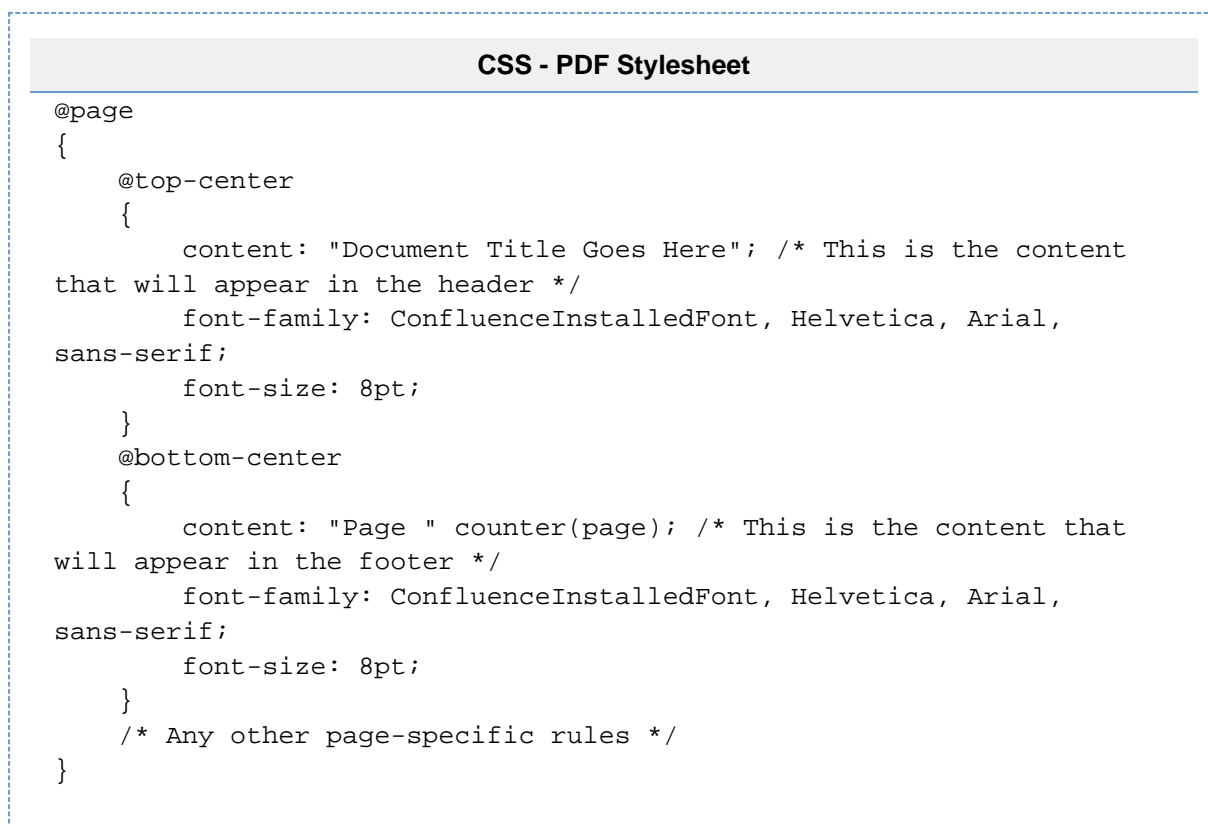 CSS - PDF Stylesheet
@page
{
    @top-center
    {
        content: "Document Title Goes Here"; /* This is the content
that will appear in the header */
        font-family: ConfluenceInstalledFont, Helvetica, Arial,
sans-serif;
        font-size: 8pt;
    }
    @bottom-center
    {
        content: "Page " counter(page); /* This is the content that
will appear in the footer */
        font-family: ConfluenceInstalledFont, Helvetica, Arial,
sans-serif;
        font-size: 8pt;
    }
    /* Any other page-specific rules */
}